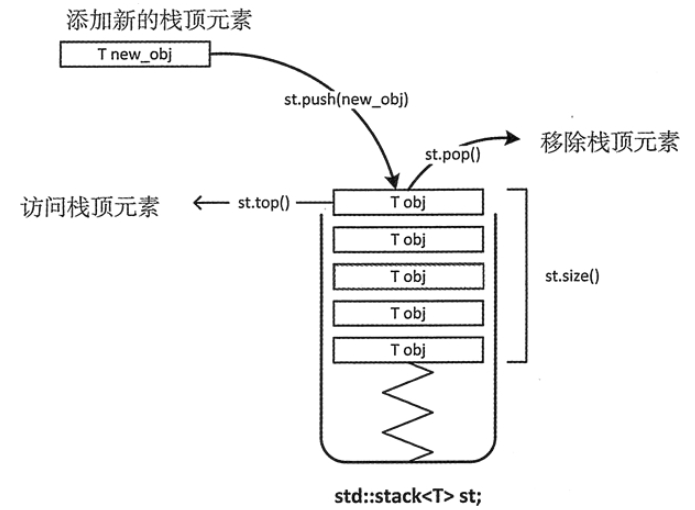 添加新的栈顶元素
T new_obj
st.push(new_obj)
st.pop()
移除栈顶元素
访问栈顶元素
st.top()
T obj
T obj
T obj
T obj
T obj
st.size()
std::stack<T> st;